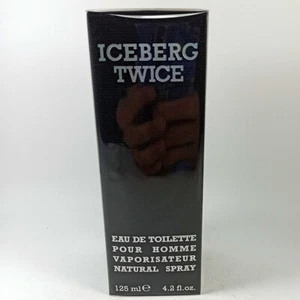 ICEBERG
TWICE
EAU DE TOILETTE
POUR HOMME
VAPORISATEUR
NATURAL SPRAY
125 ml ℮ 4.2 fl.oz.